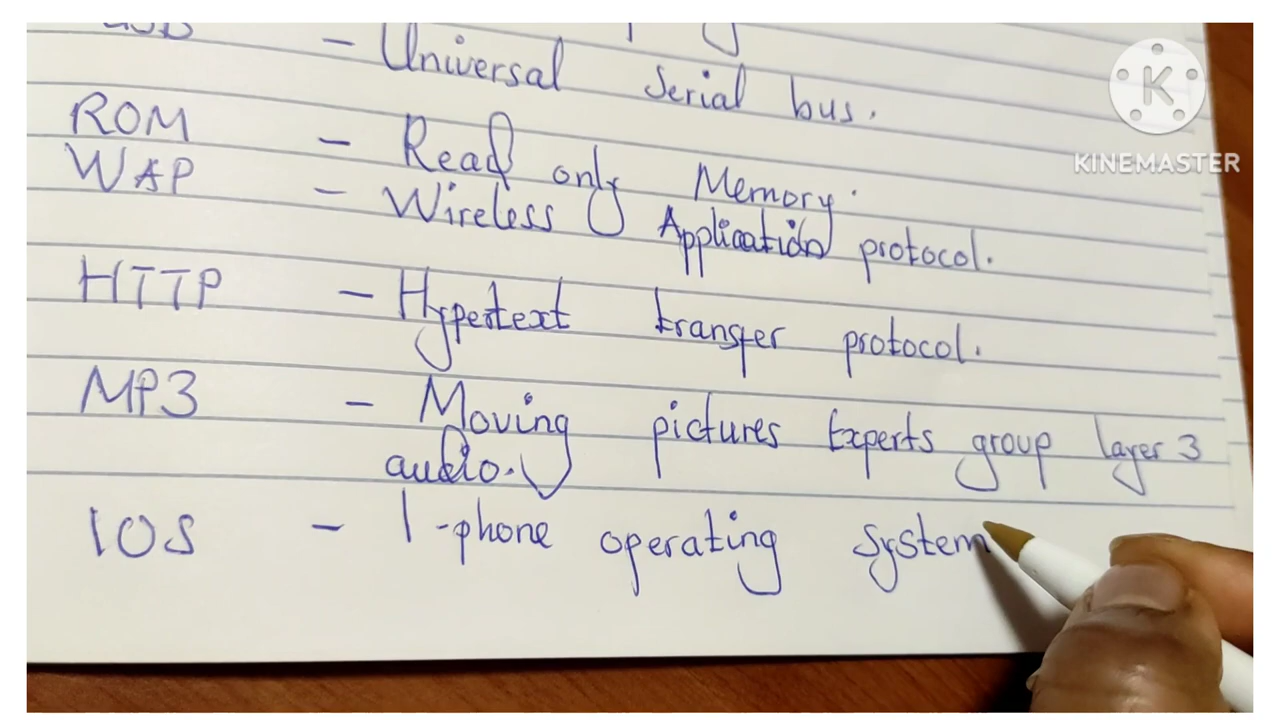 USB - Universal Serial bus.
ROM - Read only Memory.
WAP - Wireless Application protocol.
HTTP - Hypertext transfer protocol.
MP3 - Moving pictures Experts group layer 3
audio.
IOS - I-phone operating system
K
KINEMASTER